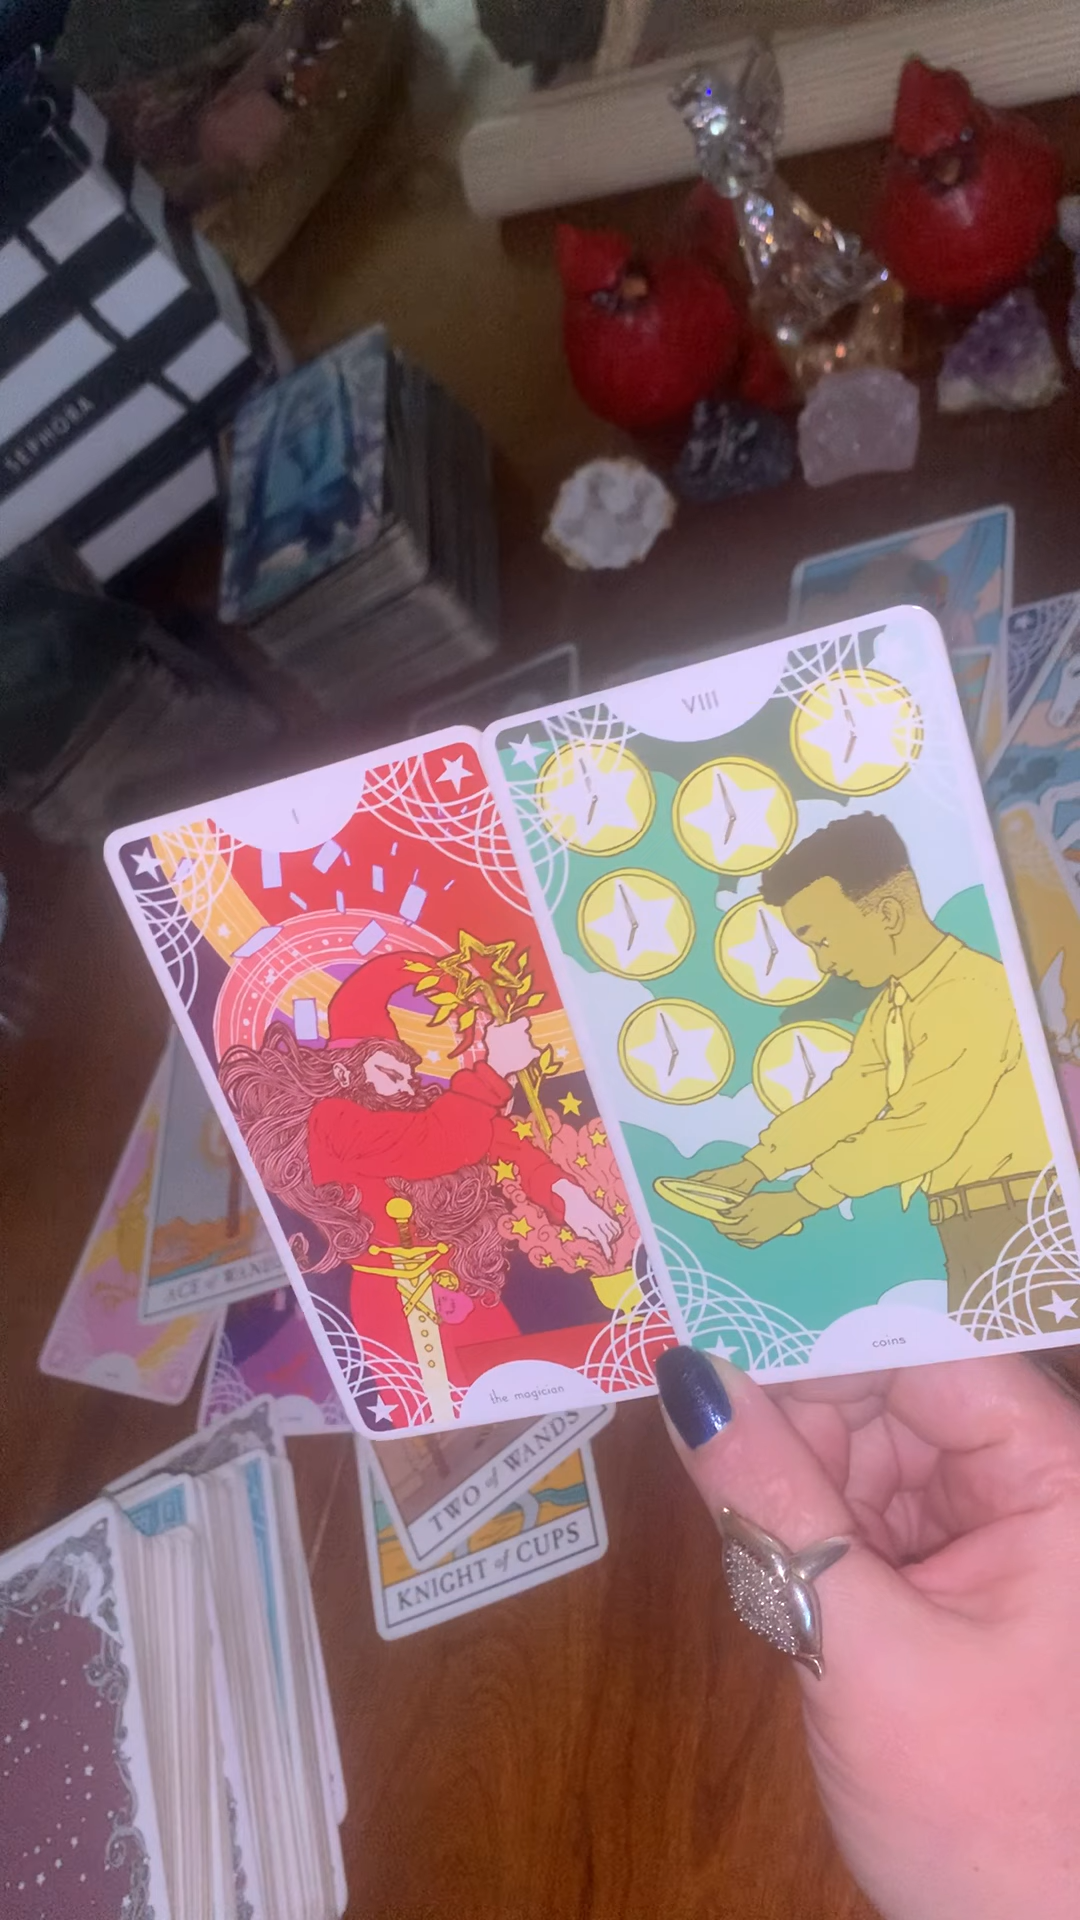 SEPHORA
VIII
I
coins
the magician
ACE of WANDS
TWO of WANDS
KNIGHT of CUPS